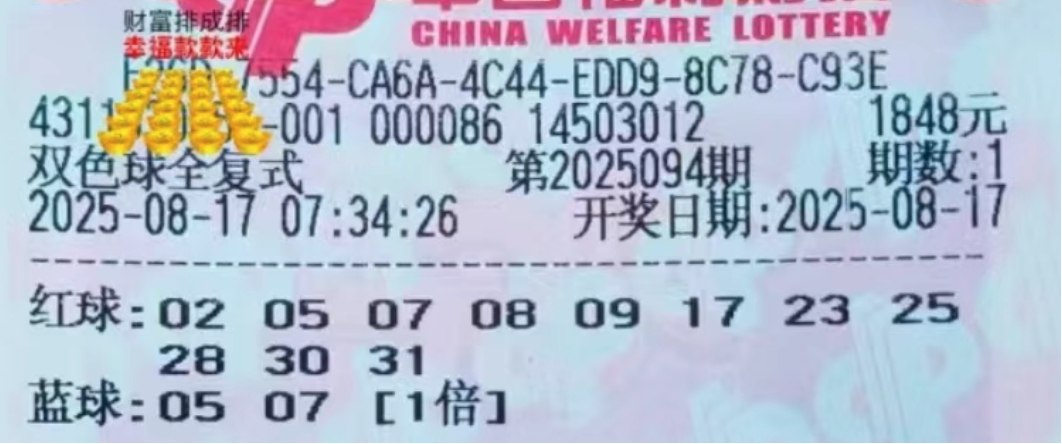 财富排成排
幸福款款来
CHINA WELFARE LOTTERY
7554-CA6A-4C44-EDD9-8C78-C93E
431 -001 000086 14503012 1848元
双色球全复式 第2025094期 期数:1
2025-08-17 07:34:26 开奖日期:2025-08-17
红球:02 05 07 08 09 17 23 25
28 30 31
蓝球:05 07 [1倍]